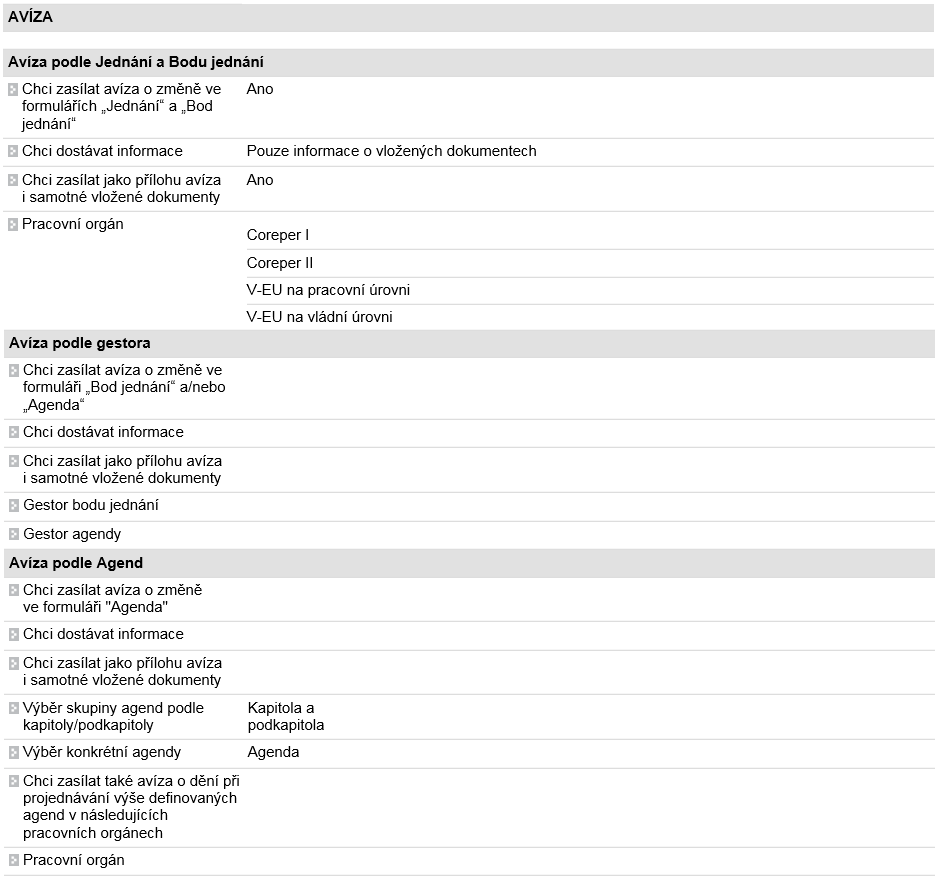 AVÍZA
Avíza podle Jednání a Bodu jednání
Chci zasílat avíza o změně ve
formulářích „Jednání“ a „Bod
jednání“
Ano
Chci dostávat informace
Pouze informace o vložených dokumentech
Chci zasílat jako přílohu avíza
i samotné vložené dokumenty
Ano
Pracovní orgán
Coreper I
Coreper II
V-EU na pracovní úrovni
V-EU na vládní úrovni
Avíza podle gestora
Chci zasílat avíza o změně ve
formuláři „Bod jednání“ a/nebo
„Agenda“
Chci dostávat informace
Chci zasílat jako přílohu avíza
i samotné vložené dokumenty
Gestor bodu jednání
Gestor agendy
Avíza podle Agend
Chci zasílat avíza o změně
ve formuláři "Agenda"
Chci dostávat informace
Chci zasílat jako přílohu avíza
i samotné vložené dokumenty
Výběr skupiny agend podle
kapitoly/podkapitoly
Kapitola a
podkapitola
Výběr konkrétní agendy
Agenda
Chci zasílat také avíza o dění při
projednávání výše definovaných
agend v následujících
pracovních orgánech
Pracovní orgán